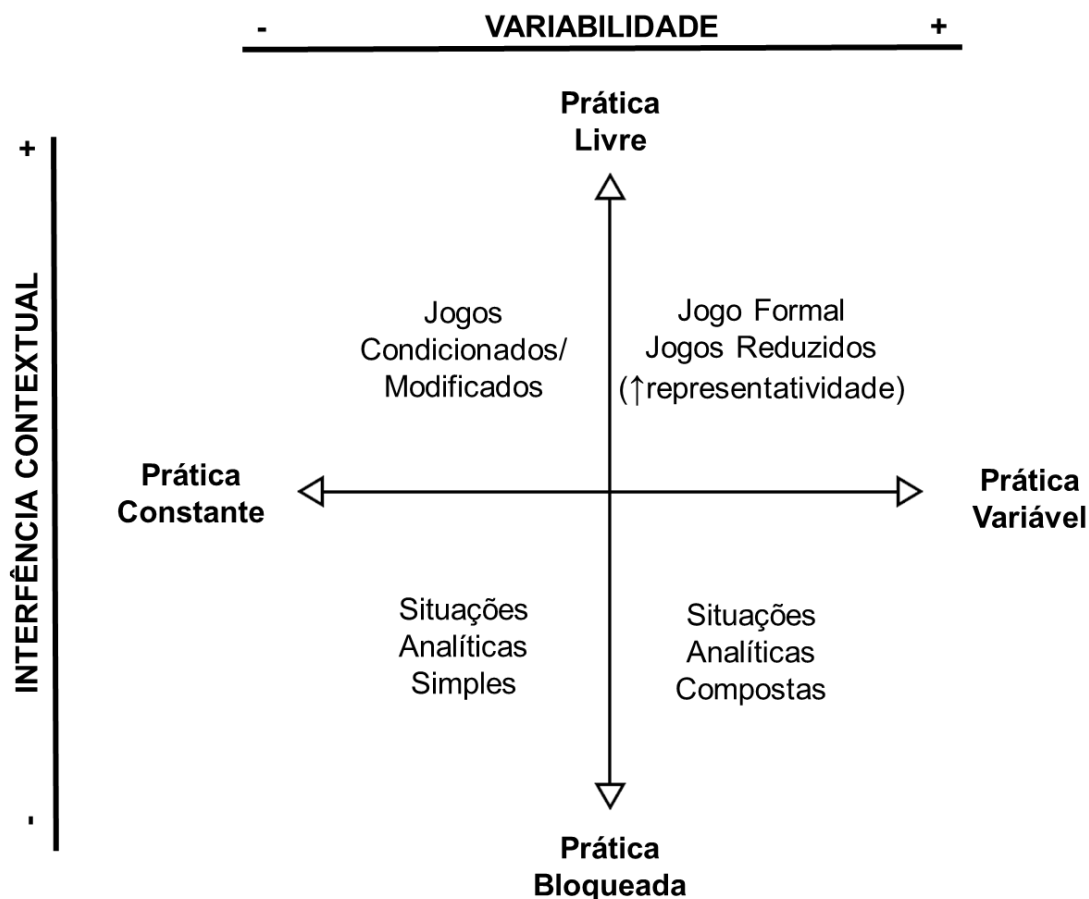 - VARIABILIDADE +
Prática
Livre
+
INTERFÊNCIA CONTEXTUAL
-
Jogos
Condicionados/
Modificados
Jogo Formal
Jogos Reduzidos
(↑representatividade)
Prática
Constante
Prática
Variável
Situações
Analíticas
Simples
Situações
Analíticas
Compostas
Prática
Bloqueada